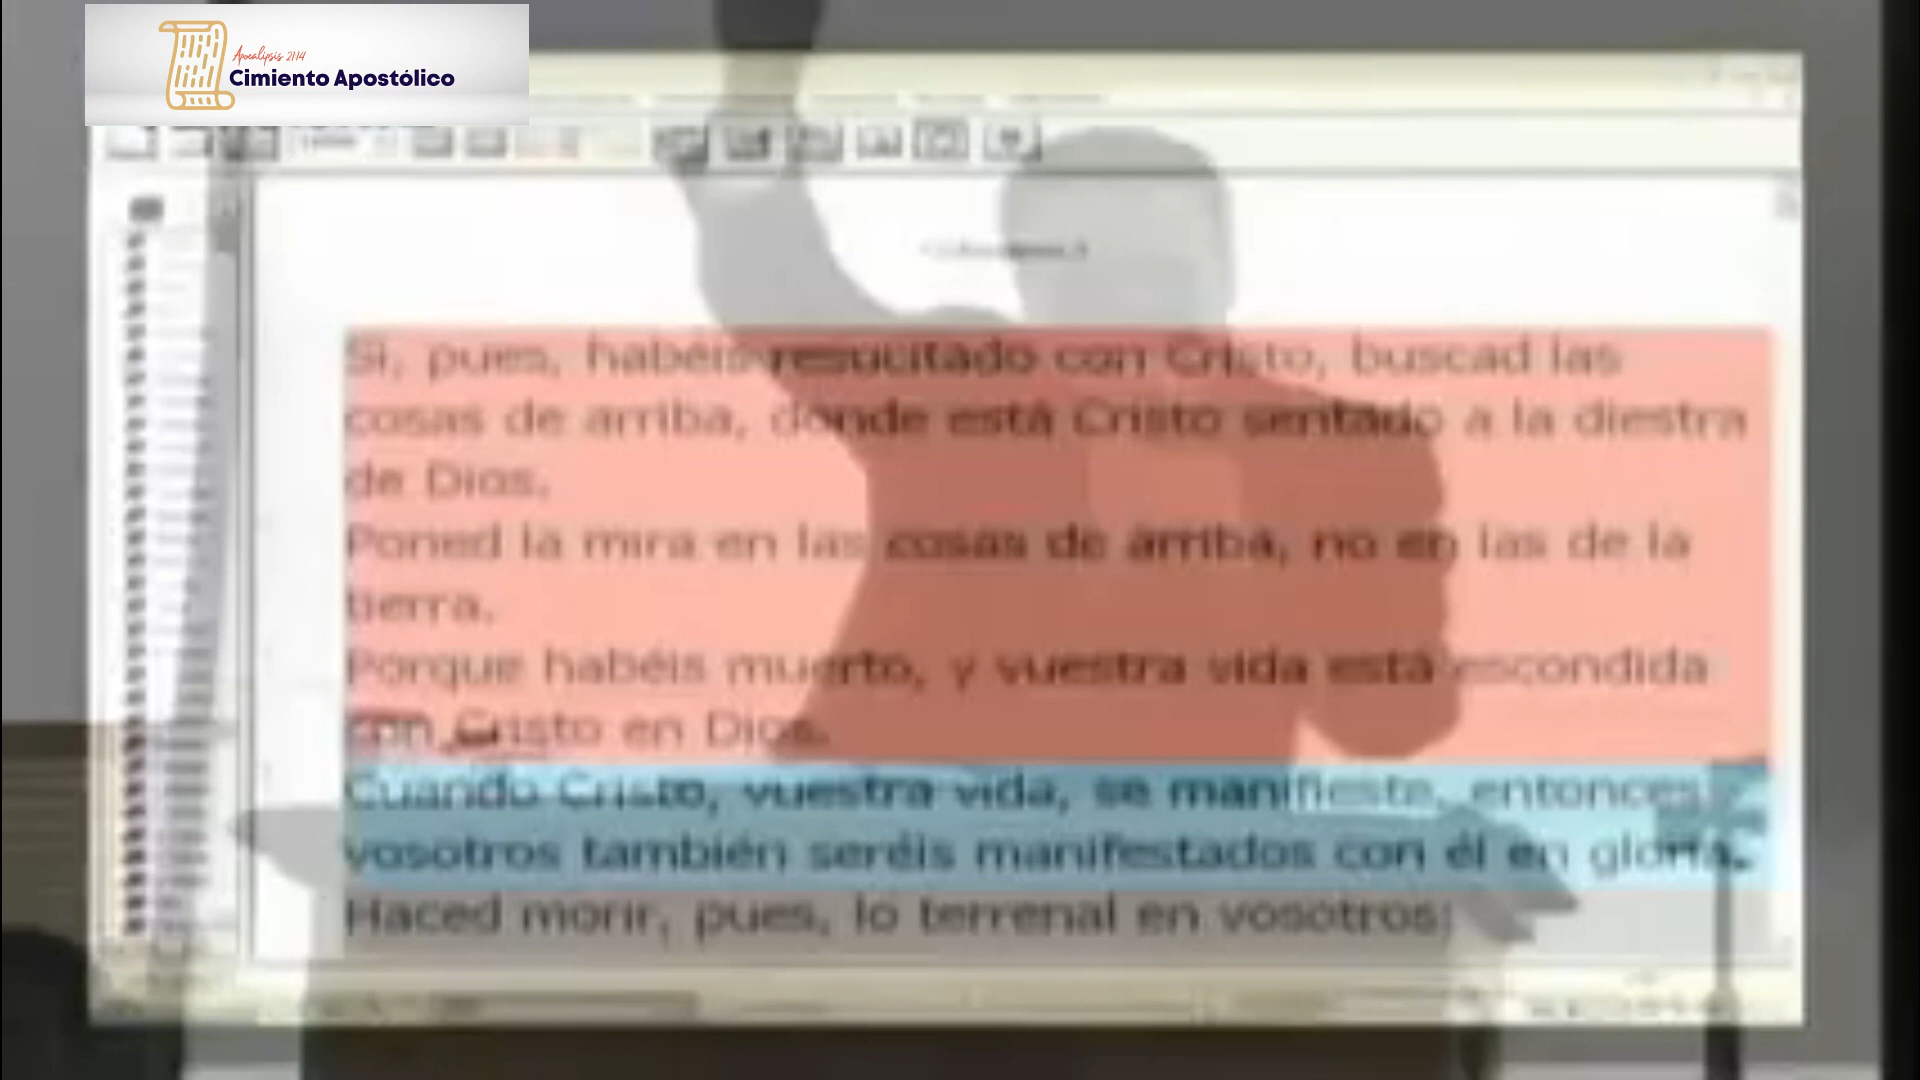 Apocalipsis 21:14
Cimiento Apostólico
Si, pues, habéis resucitado con Cristo, buscad las
cosas de arriba, donde está Cristo sentado a la diestra
de Dios.
Poned la mira en las cosas de arriba, no en las de la
tierra.
Porque habéis muerto, y vuestra vida está escondida
con Cristo en Dios.
Cuando Cristo, vuestra vida, se manifieste, entonces
vosotros también seréis manifestados con él en gloria.
Haced morir, pues, lo terrenal en vosotros: